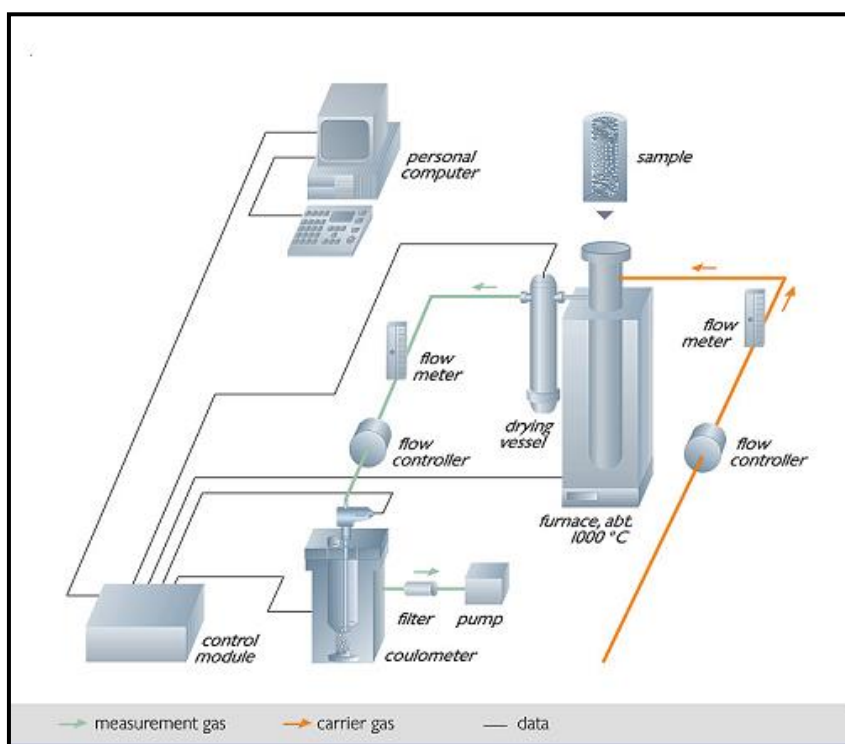 personal
computer
sample
flow
meter
flow
meter
drying
vessel
flow
controller
flow
controller
furnace, abt.
1000 °C
control
module
coulometer
filter
pump
measurement gas
carrier gas
data